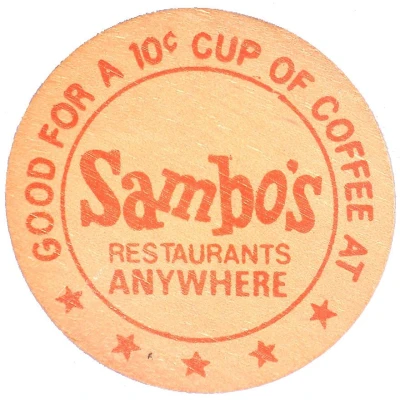 GOOD FOR A 10¢ CUP OF COFFEE AT
Sambo's
RESTAURANTS
ANYWHERE